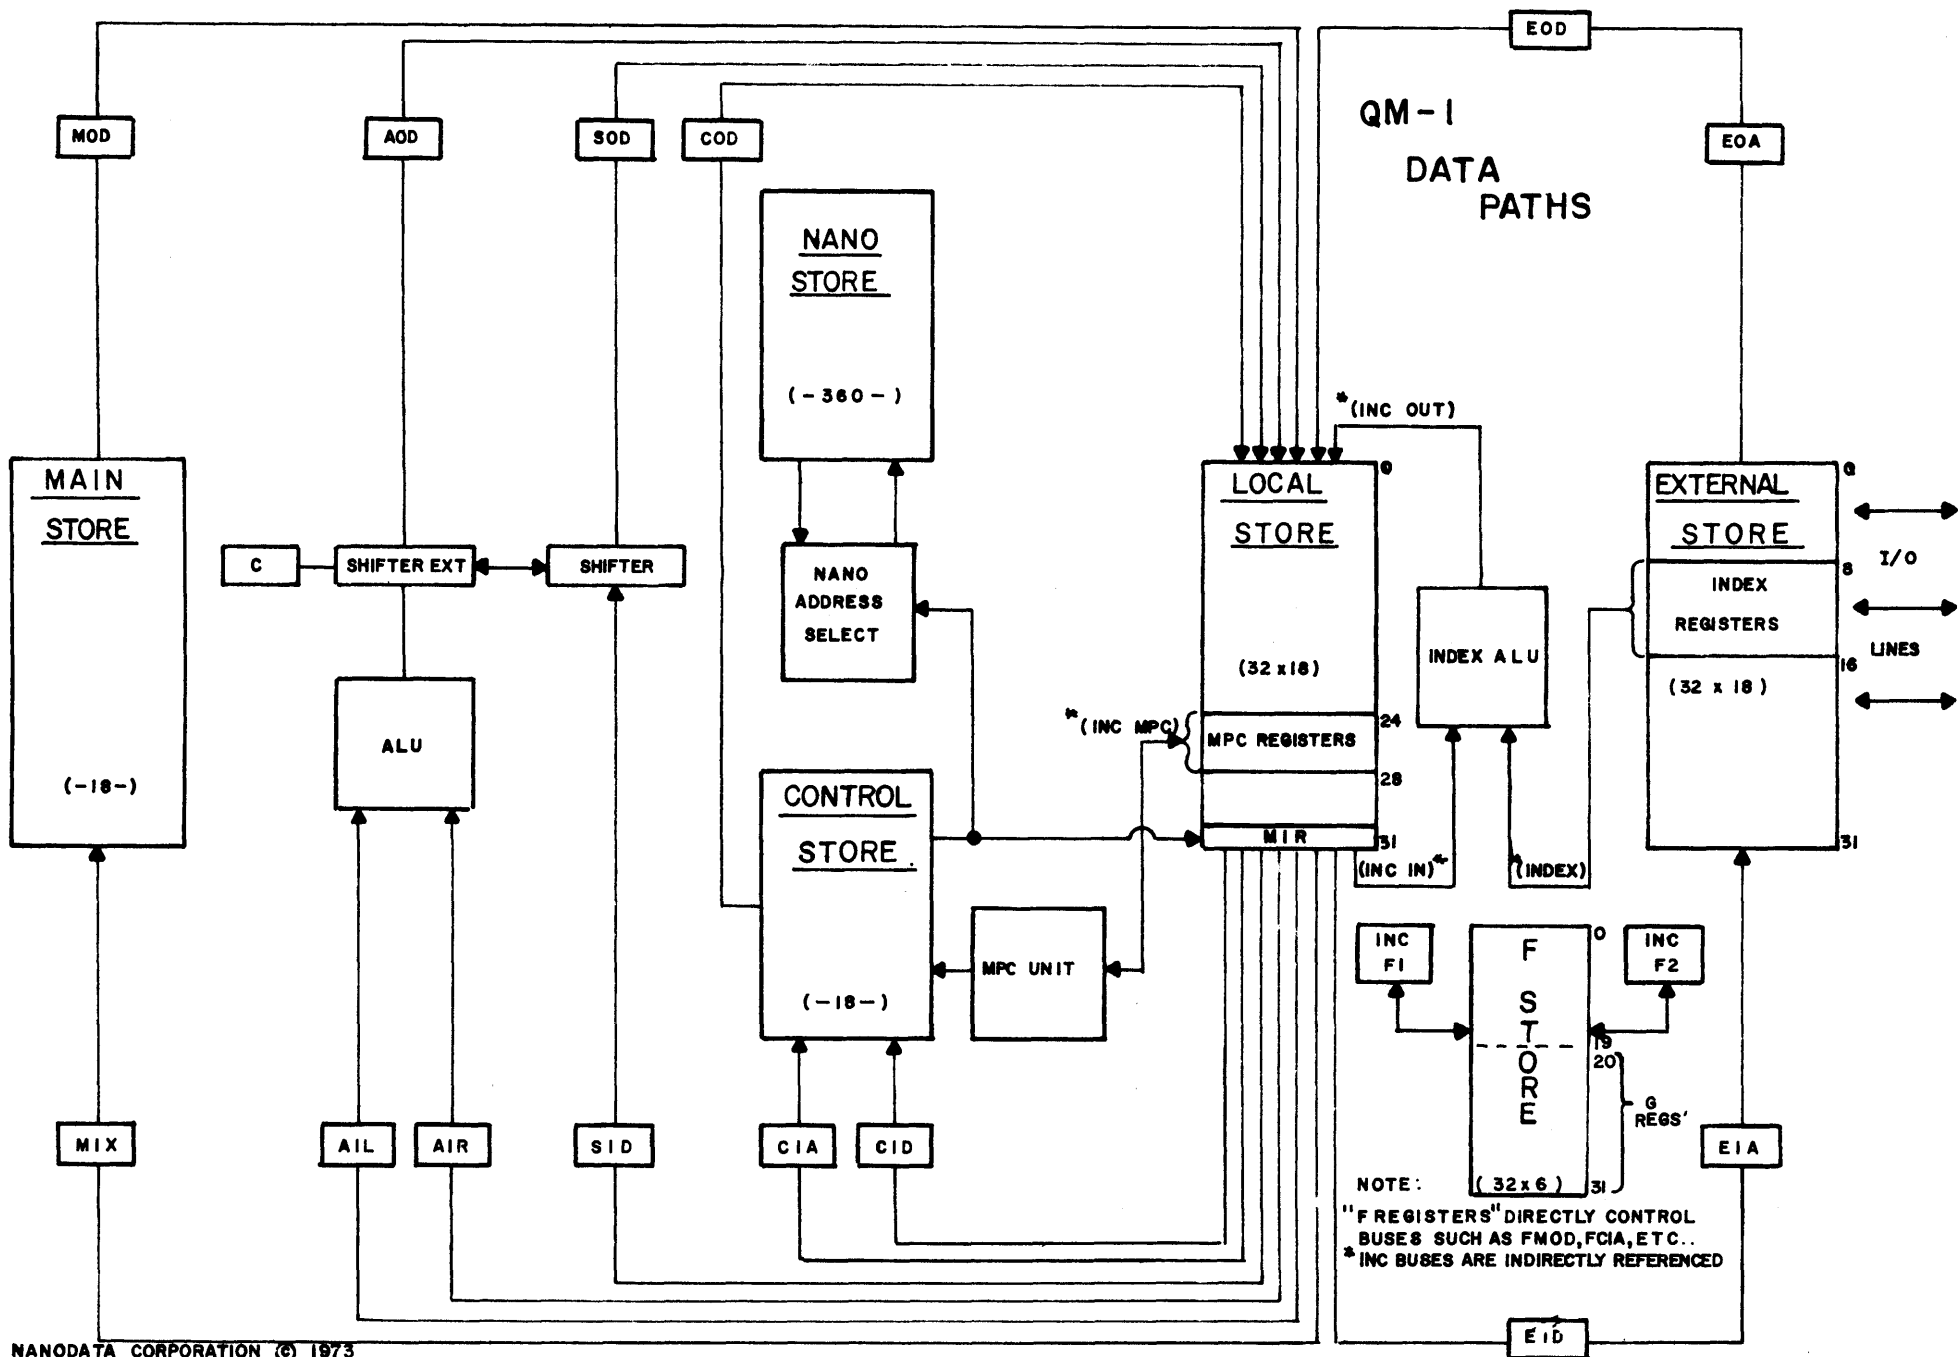 EOD
QM-1
DATA
PATHS
MOD
AOD
SOD
COD
EOA
NANO
STORE
(-360-)
*(INC OUT)
MAIN
STORE
(-18-)
C
SHIFTER EXT
SHIFTER
NANO
ADDRESS
SELECT
ALU
LOCAL
STORE
(32x18)
0
*(INC MPC)
MPC REGISTERS
24
28
MIR
31
INDEX ALU
(INC IN)*
*(INDEX)
EXTERNAL
STORE
0
8
INDEX
REGISTERS
16
(32 x 18)
31
I/O
LINES
CONTROL
STORE.
(-18-)
MPC UNIT
INC
F1
F
STORE
0
19
20
31
(32x6)
INC
F2
G
REGS'
MIX
AIL
AIR
SID
CIA
CID
EIA
NOTE:
"F REGISTERS" DIRECTLY CONTROL
BUSES SUCH AS FMOD, FCIA, ETC..
* INC BUSES ARE INDIRECTLY REFERENCED
EID
NANODATA CORPORATION © 1973